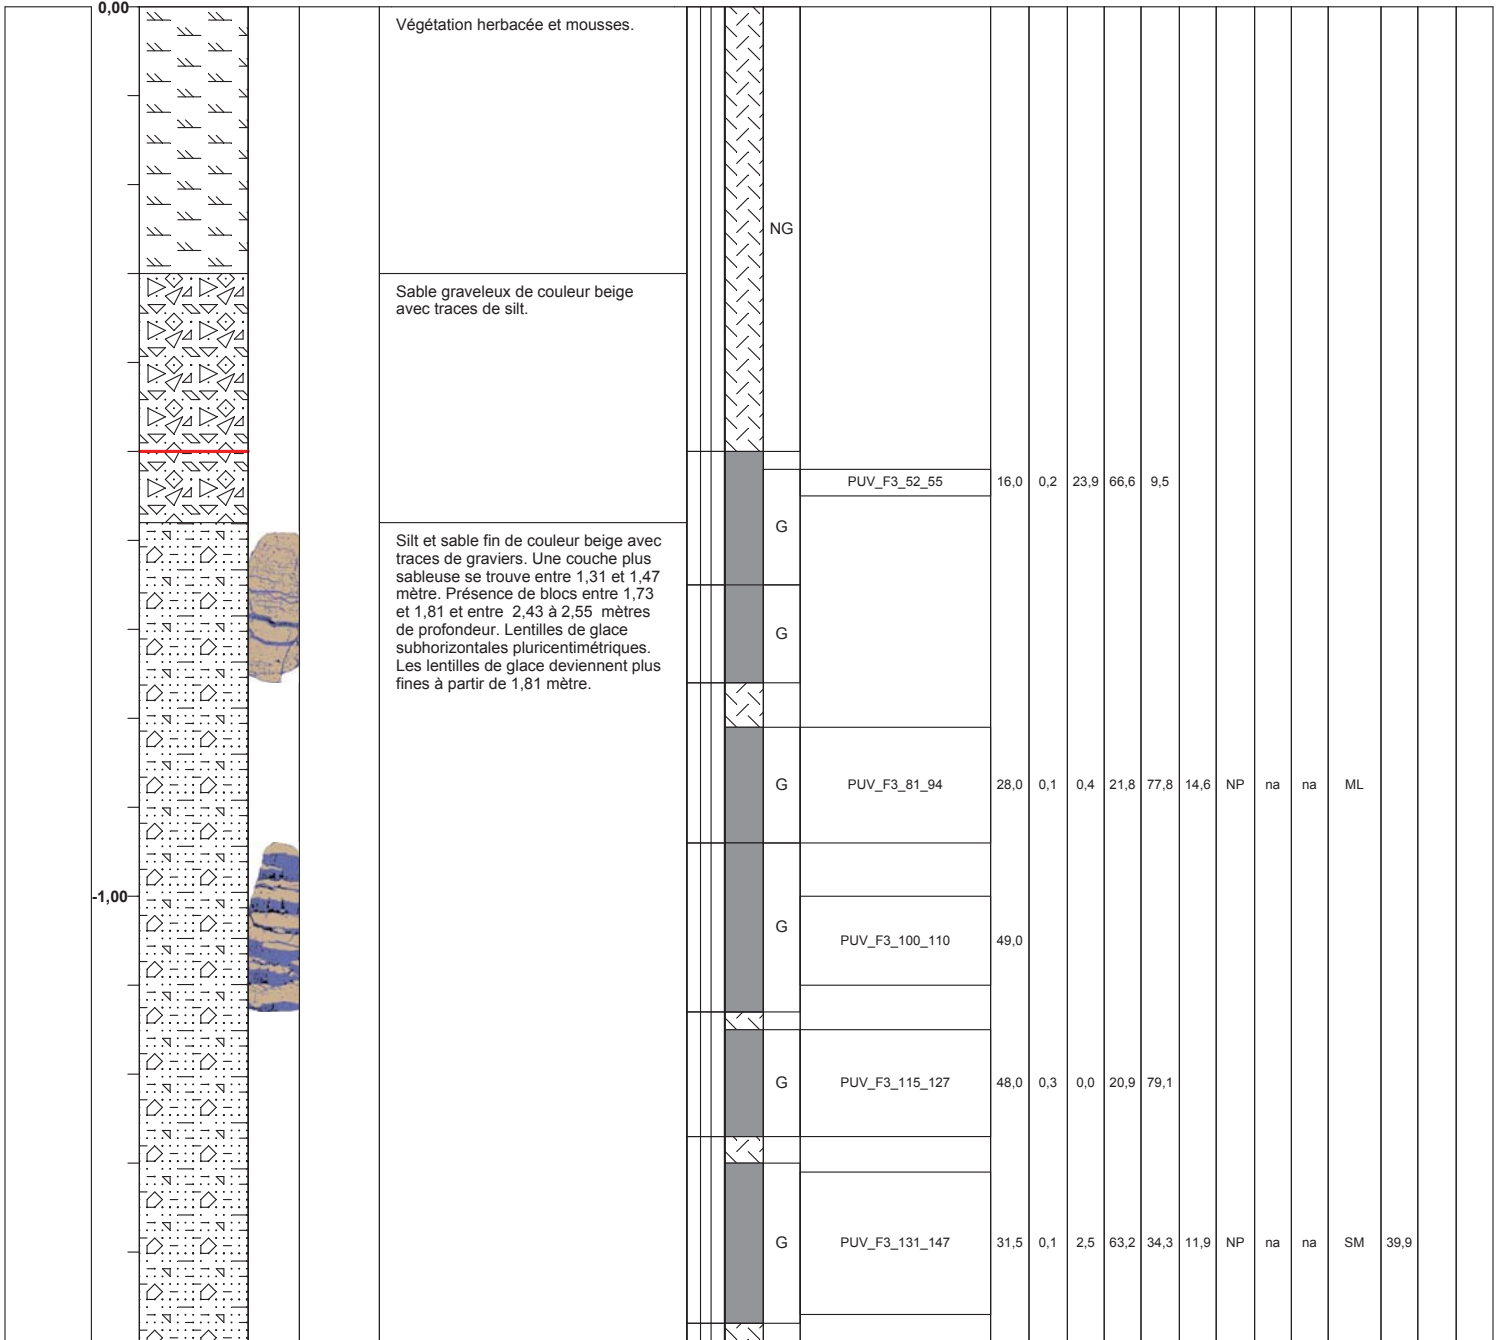 0,00
Végétation herbacée et mousses.
NG
Sable graveleux de couleur beige
avec traces de silt.
PUV_F3_52_55 16,0 0,2 23,9 66,6 9,5
G
Silt et sable fin de couleur beige avec
traces de graviers. Une couche plus
sableuse se trouve entre 1,31 et 1,47
mètre. Présence de blocs entre 1,73
et 1,81 et entre 2,43 à 2,55 mètres
de profondeur. Lentilles de glace
subhorizontales pluricentimétriques.
Les lentilles de glace deviennent plus
fines à partir de 1,81 mètre.
G
G PUV_F3_81_94 28,0 0,1 0,4 21,8 77,8 14,6 NP na na ML
-1,00
G
PUV_F3_100_110 49,0
G PUV_F3_115_127 48,0 0,3 0,0 20,9 79,1
G PUV_F3_131_147 31,5 0,1 2,5 63,2 34,3 11,9 NP na na SM 39,9